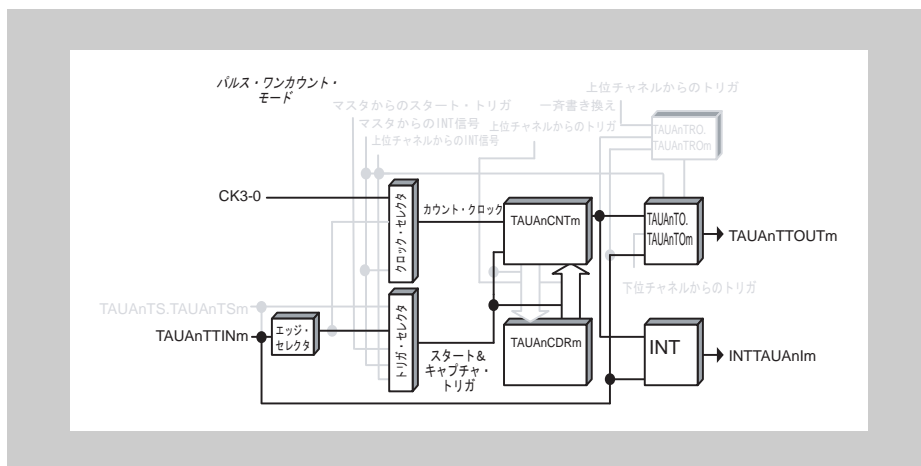 パルス・ワンカウント・
モード
上位チャネルからのトリガ
マスタからのスタート・トリガ
一斉書き換え
マスタからのINT信号
上位チャネルからのトリガ
上位チャネルからのINT信号
TAUAnTRO.
TAUAnTROm
CK3-0
クロック・セレクタ
カウント・クロック
TAUAnCNTm
TAUAnTO.
TAUAnTOm
TAUAnTTOUTm
下位チャネルからのトリガ
TAUAnTS.TAUAnTSm
TAUAnTTINm
エッジ・
セレクタ
トリガ・セレクタ
スタート&
キャプチャ・
トリガ
TAUAnCDRm
INT
INTTAUAnIm